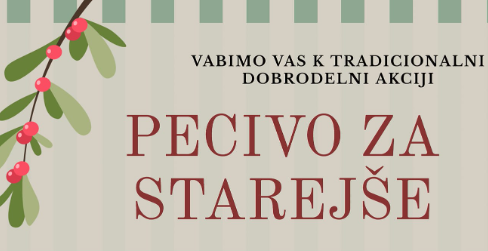 VABIMO VAS K TRADICIONALNI
DOBRODELNI AKCIJI
PECIVO ZA
STAREJŠE